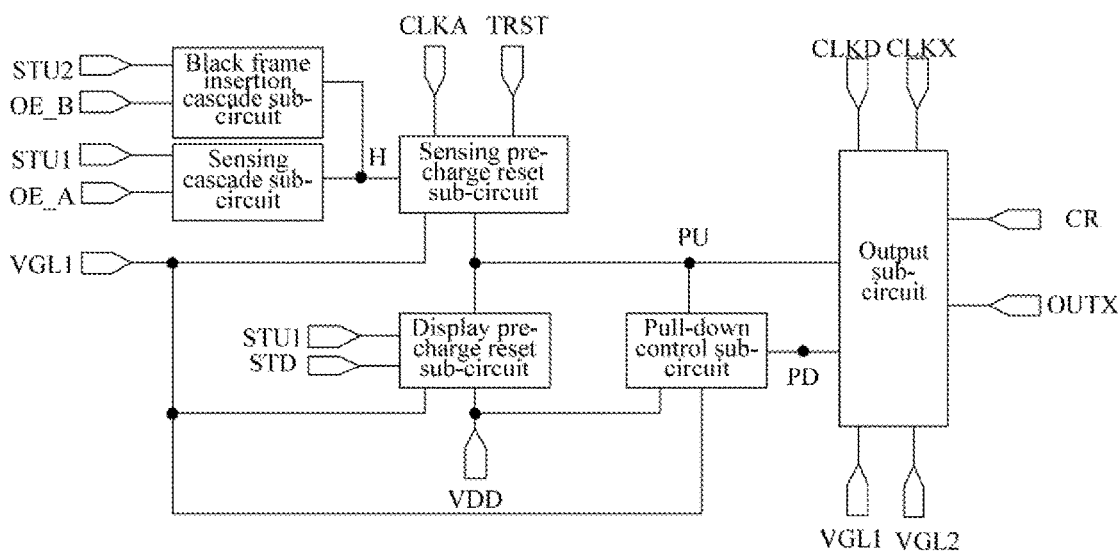 CLKA TRST
CLKD CLKX
STU2
OE_B
Black frame
insertion
cascade sub-
circuit
STU1
OE_A
Sensing
cascade sub-
circuit
H
Sensing pre-
charge reset
sub-circuit
CR
VGL1
PU
Output
sub-
circuit
OUTX
STU1
STD
Display pre-
charge reset
sub-circuit
Pull-down
control sub-
circuit
PD
VDD
VGL1 VGL2